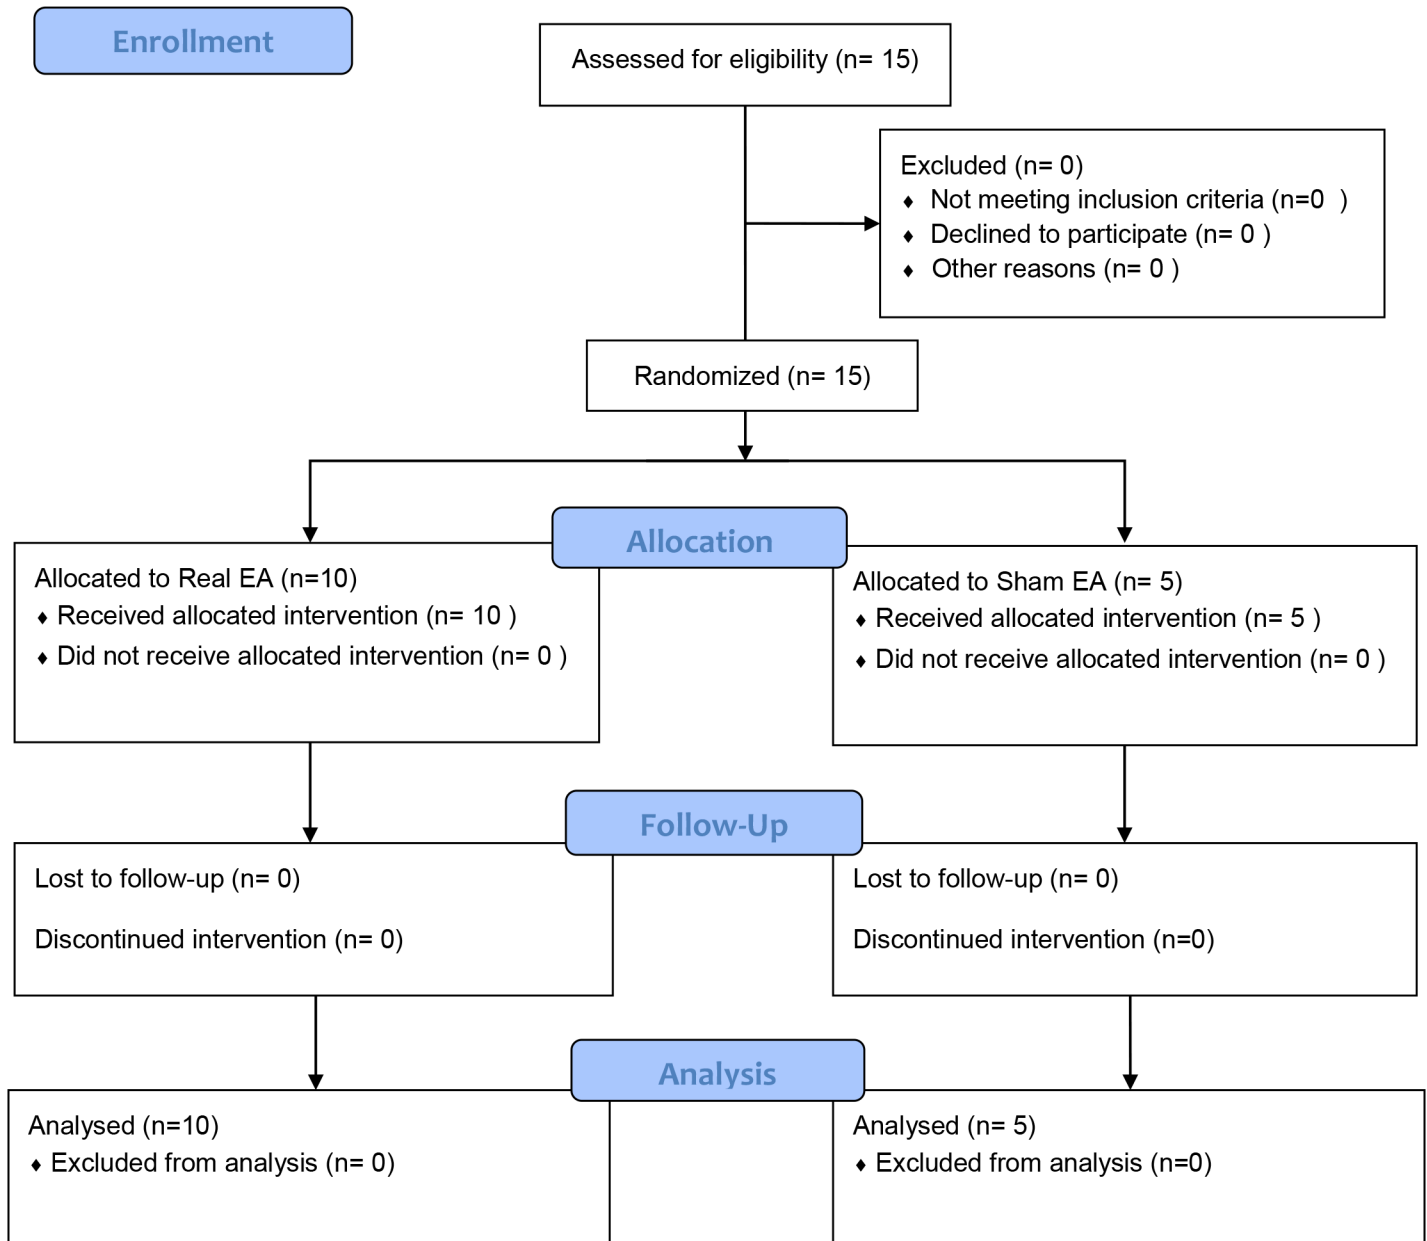 Enrollment
Assessed for eligibility (n= 15)
Excluded (n= 0)
♦ Not meeting inclusion criteria (n=0  )
♦ Declined to participate (n= 0 )
♦ Other reasons (n= 0 )
Randomized (n= 15)
Allocation
Allocated to Real EA (n=10)
♦ Received allocated intervention (n= 10 )
♦ Did not receive allocated intervention (n= 0 )
Allocated to Sham EA (n= 5)
♦ Received allocated intervention (n= 5 )
♦ Did not receive allocated intervention (n= 0 )
Follow-Up
Lost to follow-up (n= 0)
Discontinued intervention (n= 0)
Lost to follow-up (n= 0)
Discontinued intervention (n=0)
Analysis
Analysed (n=10)
♦ Excluded from analysis (n= 0)
Analysed (n= 5)
♦ Excluded from analysis (n=0)